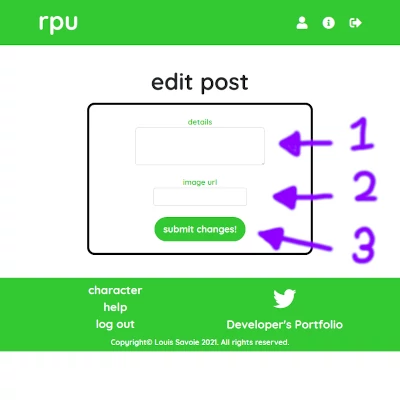 rpu
edit post
details
1
image url
2
submit changes!
3
character
help
log out
Developer's Portfolio
Copyright© Louis Savoie 2021. All rights reserved.